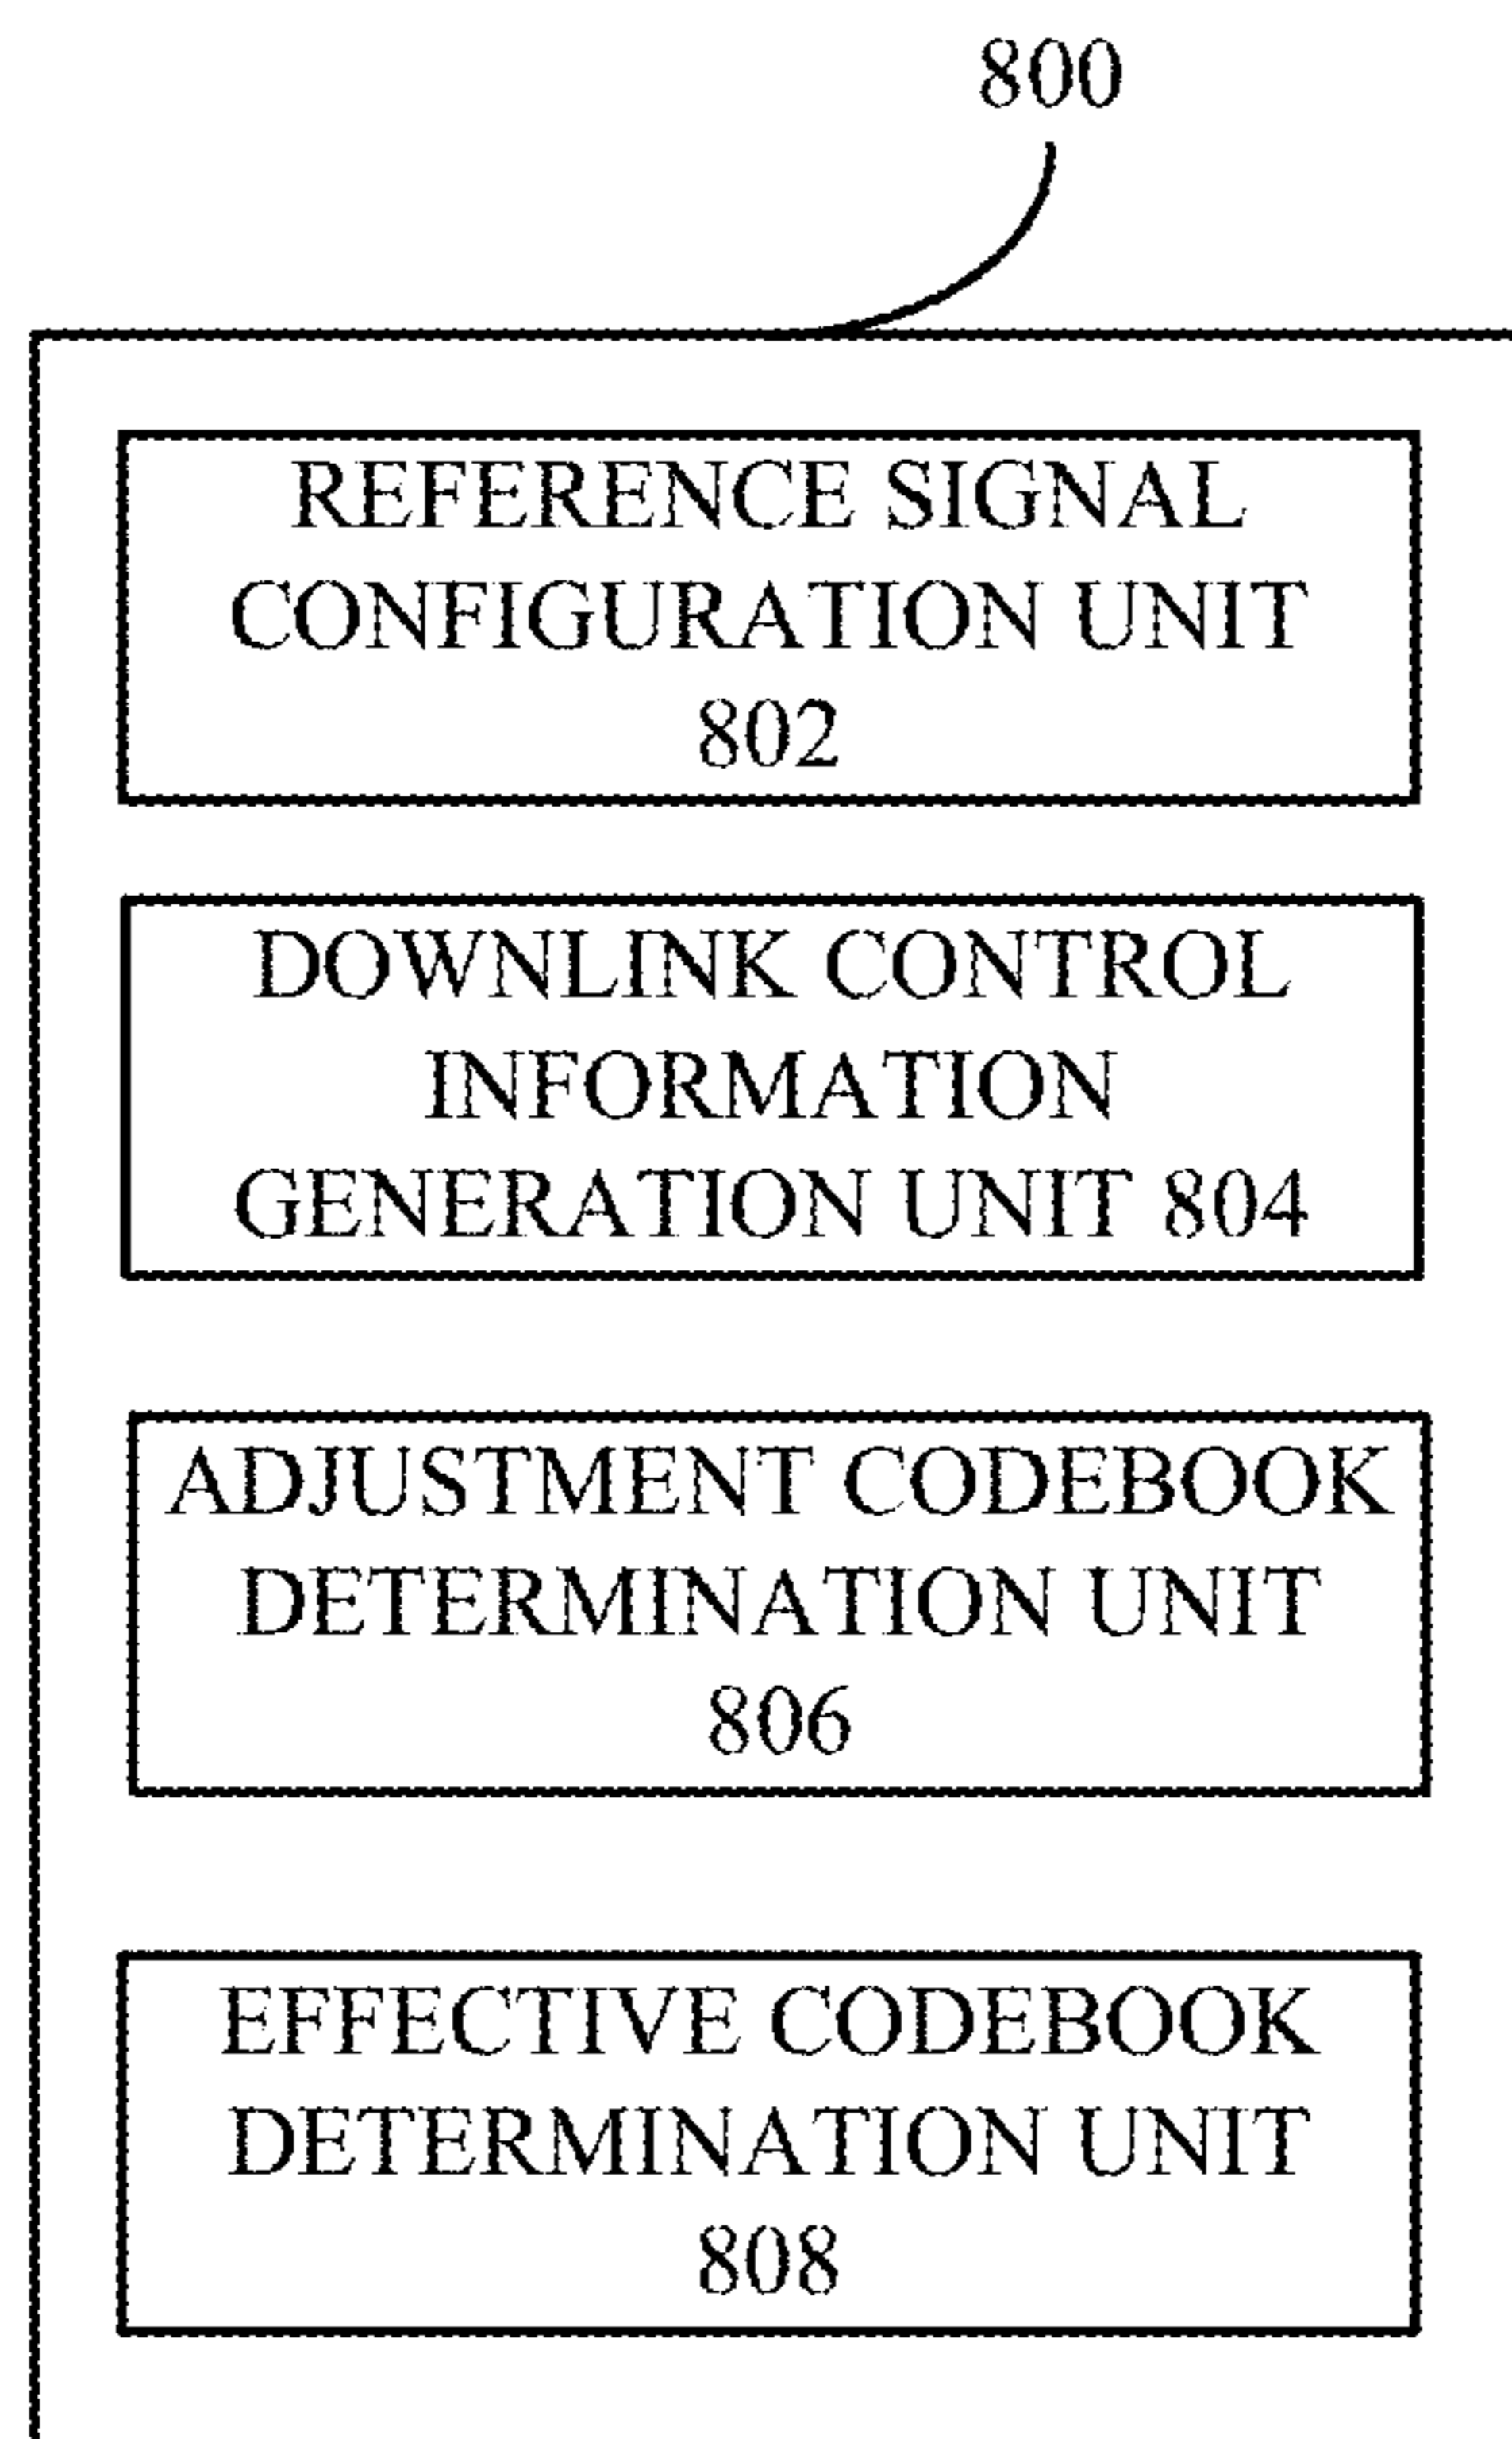 800
REFERENCE SIGNAL
CONFIGURATION UNIT
802
DOWNLINK CONTROL
INFORMATION
GENERATION UNIT 804
ADJUSTMENT CODEBOOK
DETERMINATION UNIT
806
EFFECTIVE CODEBOOK
DETERMINATION UNIT
808